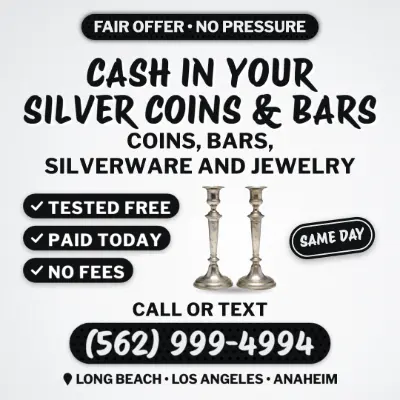 FAIR OFFER • NO PRESSURE
CASH IN YOUR
SILVER COINS & BARS
COINS, BARS,
SILVERWARE AND JEWELRY
TESTED FREE
PAID TODAY
NO FEES
SAME DAY
CALL OR TEXT
(562) 999-4994
LONG BEACH • LOS ANGELES • ANAHEIM